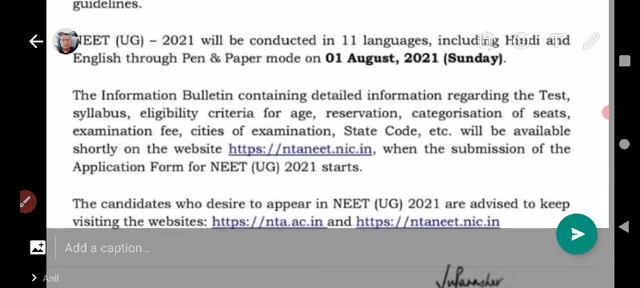 guidelines.
NEET (UG) – 2021 will be conducted in 11 languages, including Hindi and
English through Pen & Paper mode on 01 August, 2021 (Sunday).
The Information Bulletin containing detailed information regarding the Test,
syllabus, eligibility criteria for age, reservation, categorisation of seats,
examination fee, cities of examination, State Code, etc. will be available
shortly on the website https://ntaneet.nic.in, when the submission of the
Application Form for NEET (UG) 2021 starts.
The candidates who desire to appear in NEET (UG) 2021 are advised to keep
visiting the websites: https://nta.ac.in and https://ntaneet.nic.in
Add a caption...
Anil